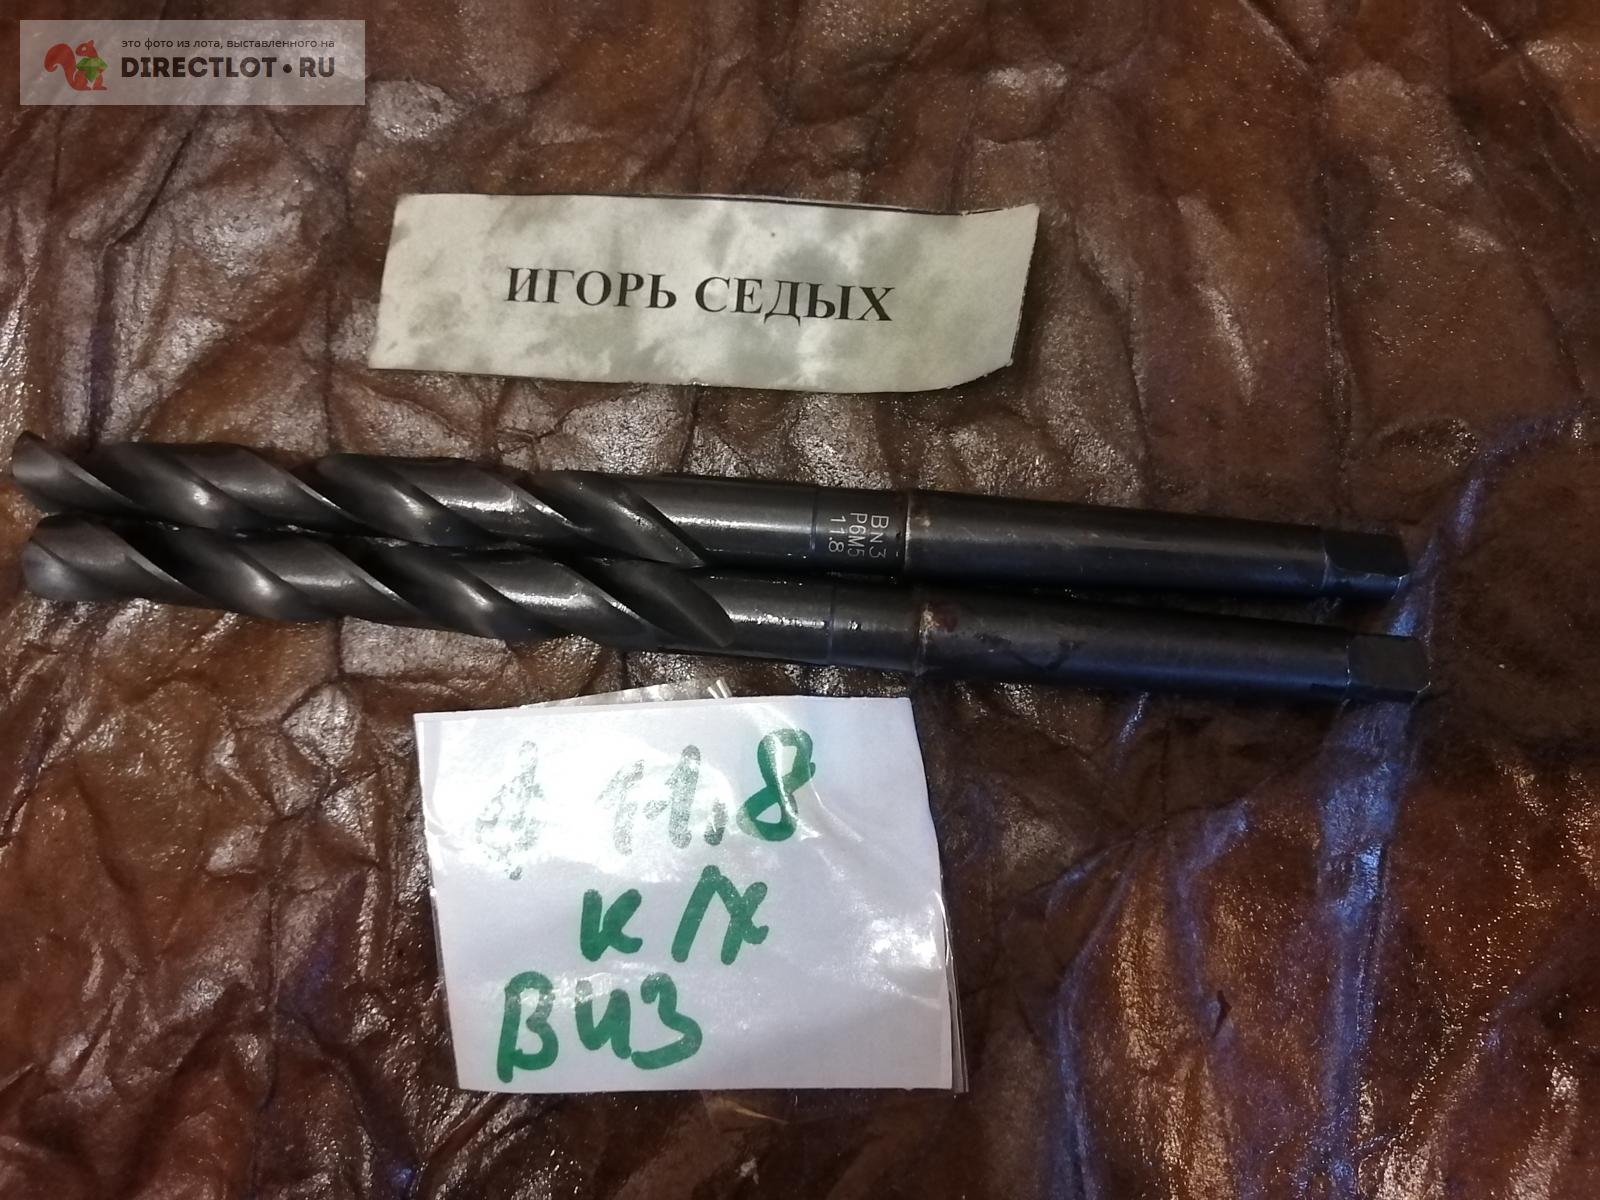 это фото из лота, выставленного на
DIRECTLOT.RU
ИГОРЬ СЕДЫХ
ВИЗ
Р6М5
11.8
ф 11,8
к/х
ВИЗ